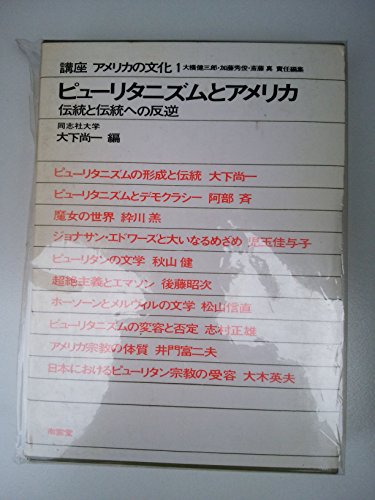 講座 アメリカの文化1 大橋健三郎・加藤秀俊・斎藤真 責任編集
ピューリタニズムとアメリカ
伝統と伝統への反逆
同志社大学
大下尚一 編
ピューリタニズムの形成と伝統 大下尚一
ピューリタニズムとデモクラシー 阿部 斉
魔女の世界 絲川 羔
ジョナサン・エドワーズと大いなるめざめ 児玉佳与子
ピューリタンの文学 秋山 健
超絶主義とエマソン 後藤昭次
ホーソーンとメルヴィルの文学 松山信直
ピューリタニズムの変容と否定 志村正雄
アメリカ宗教の体質 井門富二夫
日本におけるピューリタン宗教の受容 大木英夫
南雲堂